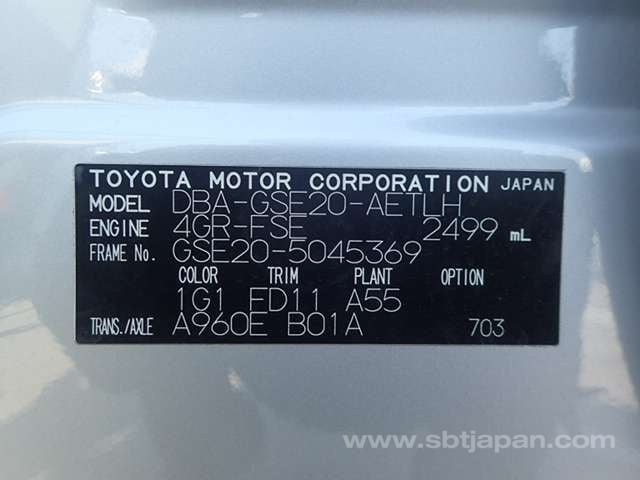 TOYOTA MOTOR CORPORATION JAPAN
MODEL DBA-GSE20-AETLH
ENGINE 4GR-FSE 2499 mL
FRAME No. GSE20-5045369
COLOR TRIM PLANT OPTION
1G1 FD11 A55
TRANS./AXLE A960E B01A 703
www.sbtjapan.com